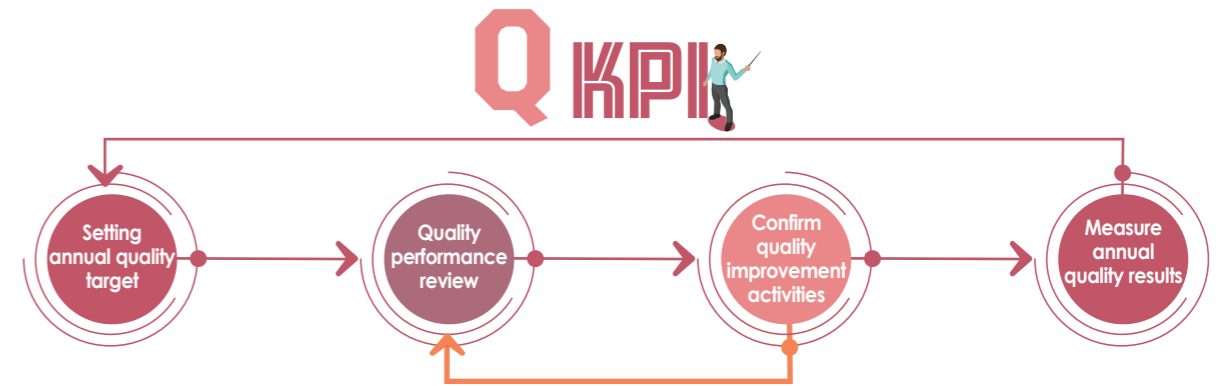 Q KPI
Setting
annual quality
target
Quality
performance
review
Confirm
quality
improvement
activities
Measure
annual
quality results